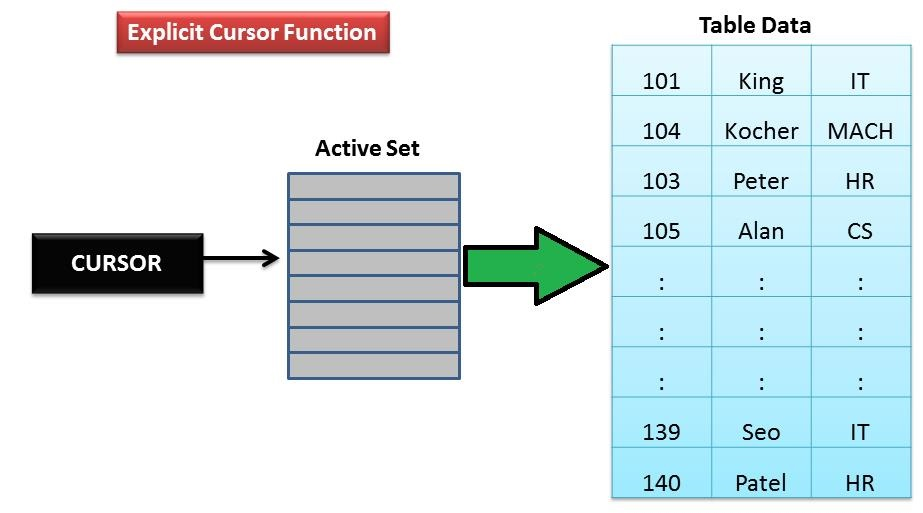 Explicit Cursor Function
Table Data
Active Set
CURSOR
101 King IT
104 Kocher MACH
103 Peter HR
105 Alan CS
: : :
: : :
: : :
139 Seo IT
140 Patel HR